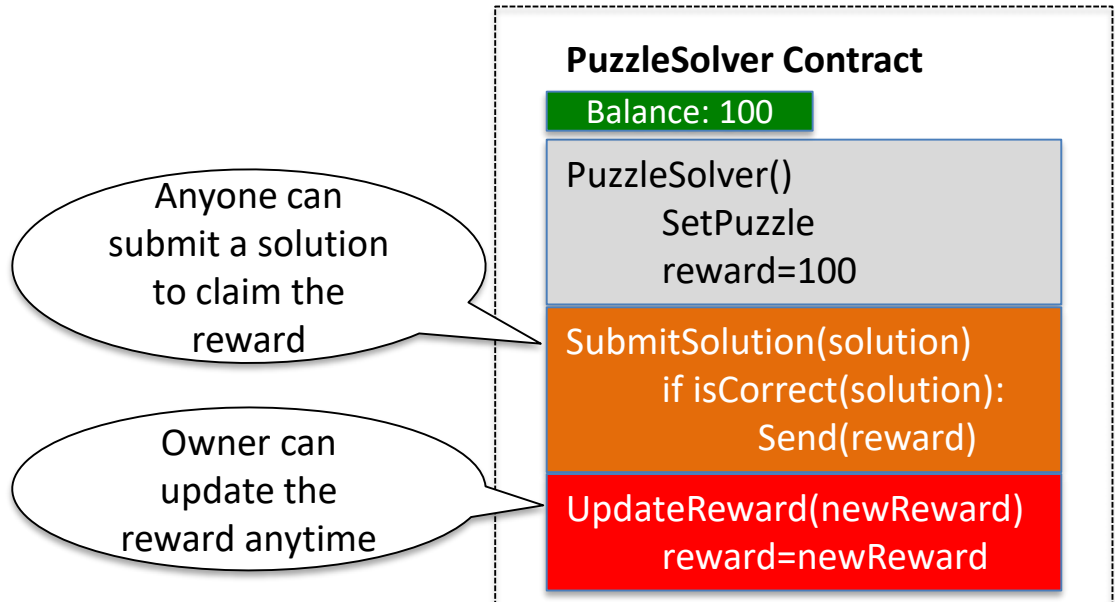 PuzzleSolver Contract
Balance: 100
PuzzleSolver()
SetPuzzle
reward=100
Anyone can
submit a solution
to claim the
reward
SubmitSolution(solution)
if isCorrect(solution):
Send(reward)
Owner can
update the
reward anytime
UpdateReward(newReward)
reward=newReward